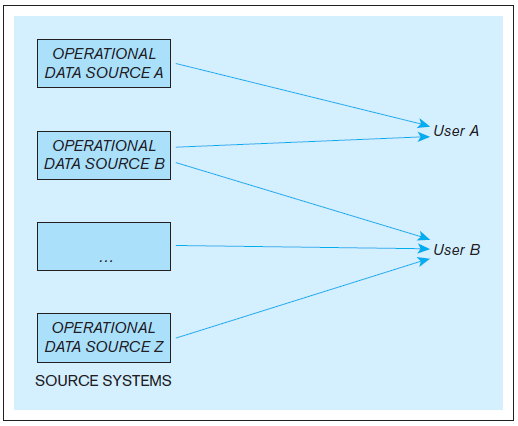 OPERATIONAL
DATA SOURCE A
User A
OPERATIONAL
DATA SOURCE B
...
User B
OPERATIONAL
DATA SOURCE Z
SOURCE SYSTEMS